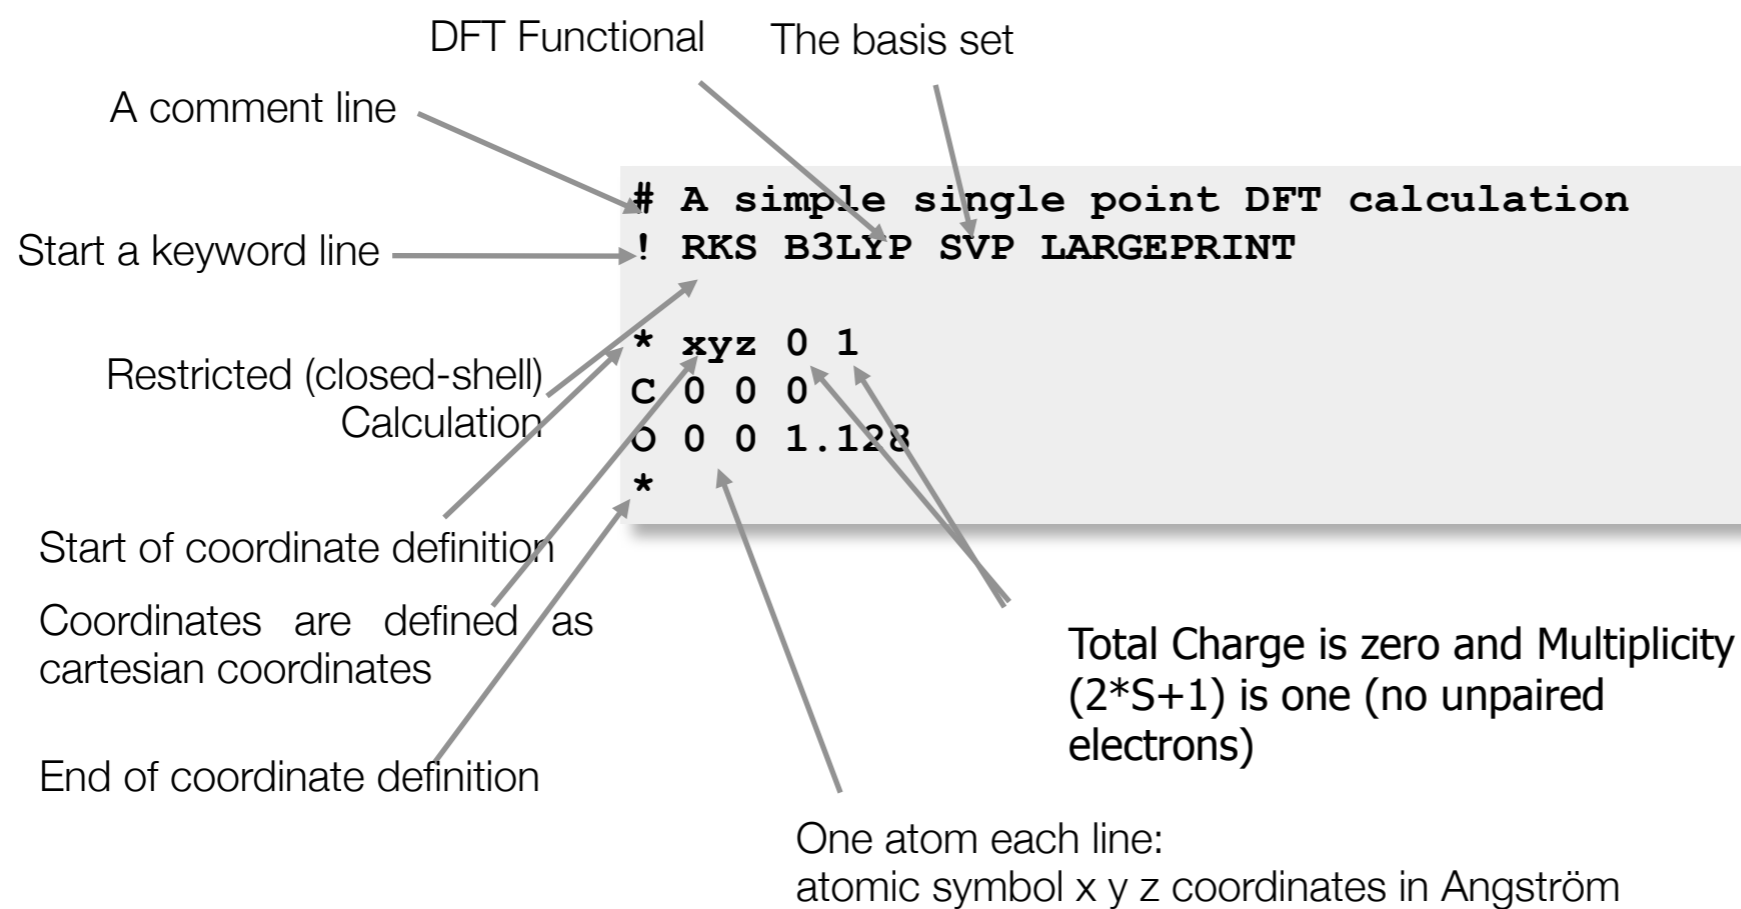 DFT Functional
The basis set
A comment line
# A simple single point DFT calculation
Start a keyword line
! RKS B3LYP SVP LARGEPRINT
* xyz 0 1
Restricted (closed-shell)
Calculation
C 0 0 0
O 0 0 1.128
*
Start of coordinate definition
Coordinates are defined as
cartesian coordinates
End of coordinate definition
Total Charge is zero and Multiplicity
(2*S+1) is one (no unpaired
electrons)
One atom each line:
atomic symbol x y z coordinates in Angström